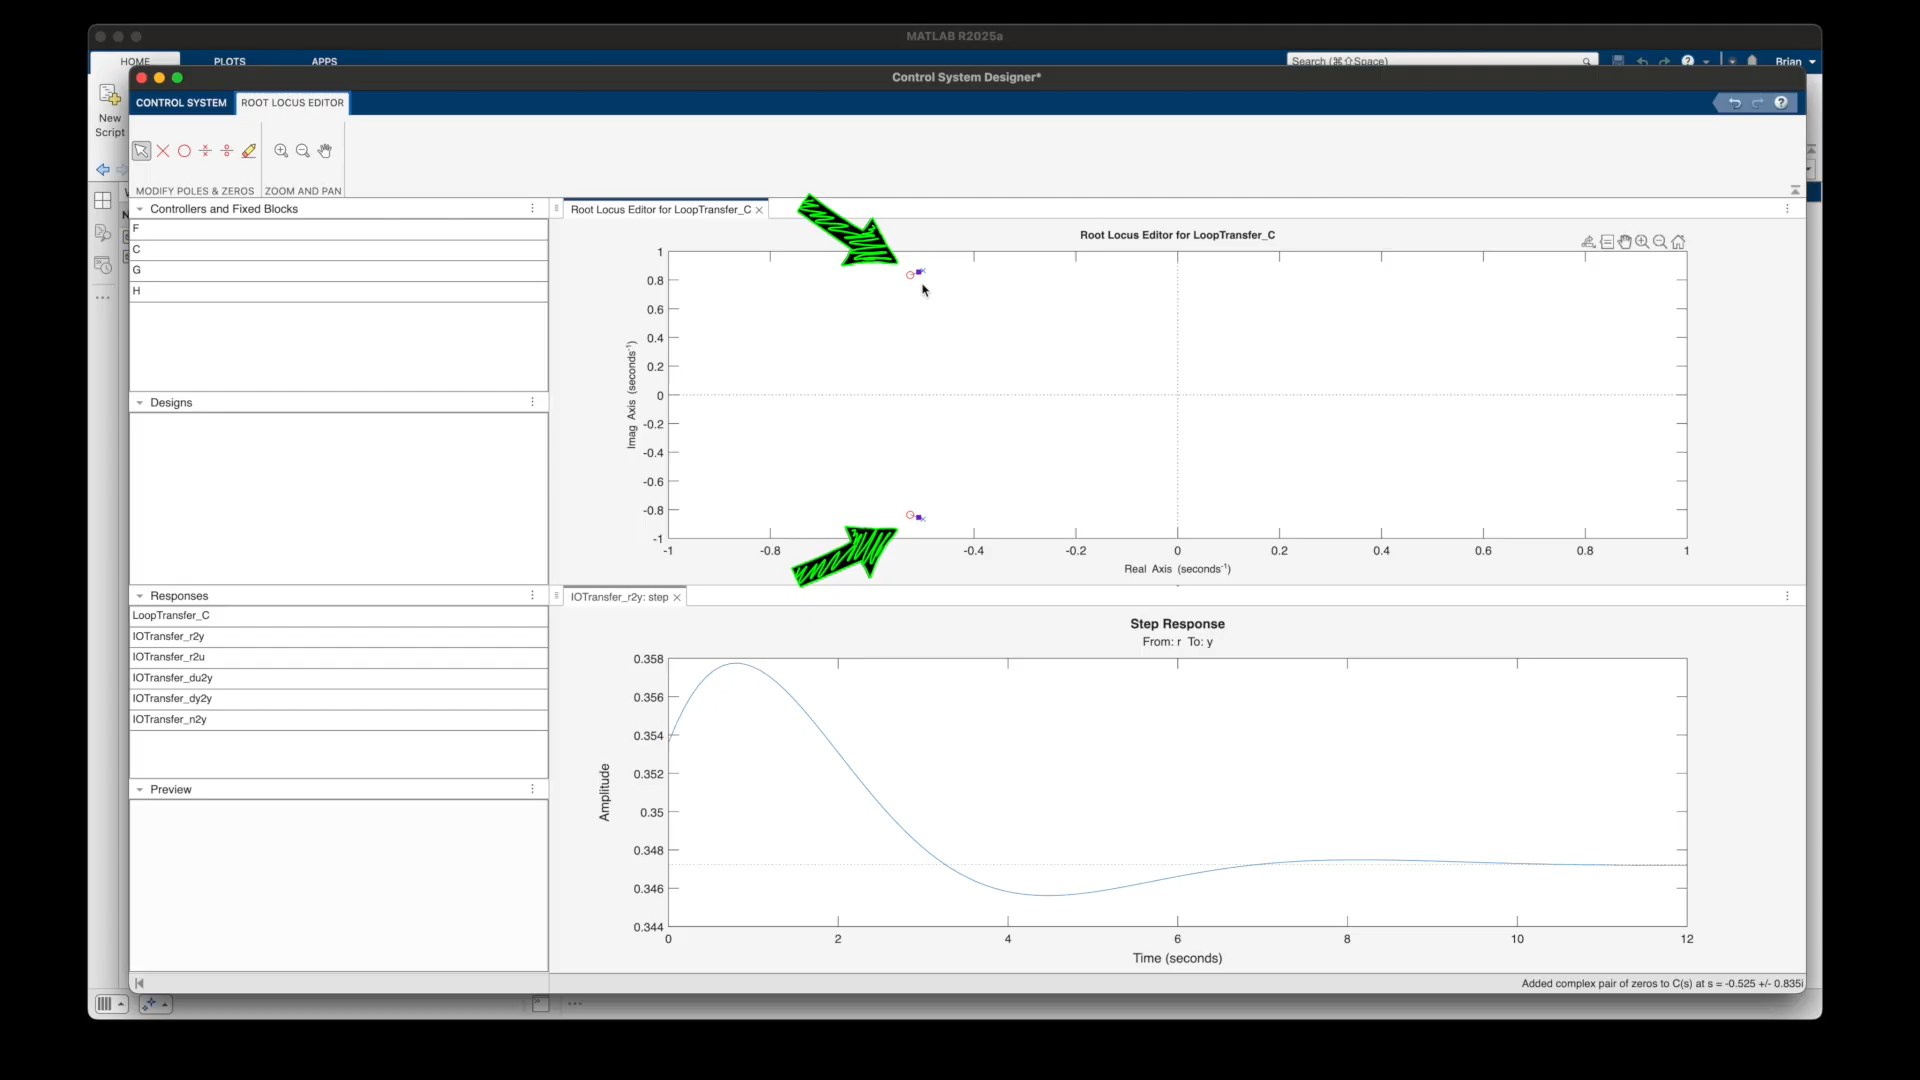 MATLAB R2025a
HOME PLOTS APPS Search (⌘⇧Space) Brian
Control System Designer*
CONTROL SYSTEM ROOT LOCUS EDITOR
New
Script
MODIFY POLES & ZEROS ZOOM AND PAN
Controllers and Fixed Blocks
F
C
G
H
Designs
Responses
LoopTransfer_C
IOTransfer_r2y
IOTransfer_r2u
IOTransfer_du2y
IOTransfer_dy2y
IOTransfer_n2y
Preview
Root Locus Editor for LoopTransfer_C
Root Locus Editor for LoopTransfer_C
Imag Axis (seconds⁻¹)
1
0.8
0.6
0.4
0.2
0
-0.2
-0.4
-0.6
-0.8
-1
-1 -0.8 -0.4 -0.2 0 0.2 0.4 0.6 0.8 1
Real Axis (seconds⁻¹)
IOTransfer_r2y: step
Step Response
From: r To: y
Amplitude
0.358
0.356
0.354
0.352
0.35
0.348
0.346
0.344
0 2 4 6 8 10 12
Time (seconds)
Added complex pair of zeros to C(s) at s = -0.525 +/- 0.835i